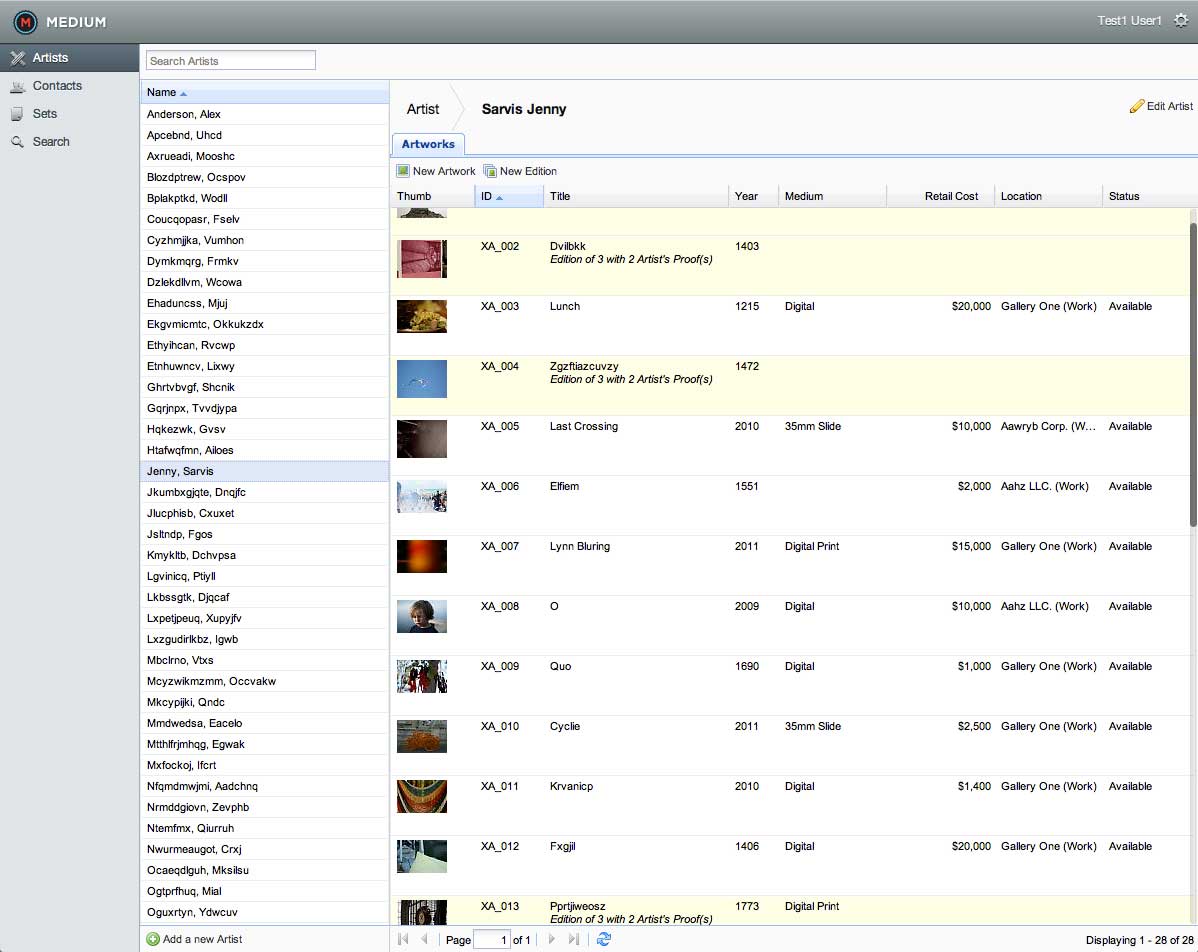 MEDIUM
Test1 User1
Artists
Contacts
Sets
Search
Search Artists
Name
Anderson, Alex
Apcebnd, Uhcd
Axrueadi, Mooshc
Blozdptrew, Ocspov
Bplakptkd, Wodll
Coucqopasr, Fselv
Cyzhmjjka, Vumhon
Dymkmqrg, Frmkv
Dzlekdllvm, Wcowa
Ehaduncss, Mjuj
Ekgvmicmtc, Okkukzdx
Ethyihcan, Rvcwp
Etnhuwncv, Lixwy
Ghrtvbvgf, Shcnik
Gqrjnpx, Tvvdjypa
Hqkezwk, Gvsv
Htafwqfmn, Ailoes
Jenny, Sarvis
Jkumbxgjqte, Dnqjfc
Jlucphisb, Cxuxet
Jsltndp, Fgos
Kmykltb, Dchvpsa
Lgvinicq, Ptiyll
Lkbssgtk, Djqcaf
Lxpetjpeuq, Xupyjfv
Lxzgudirlkbz, Igwb
Mbclrno, Vtxs
Mcyzwikmzmm, Occvakw
Mkcypijki, Qndc
Mmdwedsa, Eacelo
Mtthlfrjmhqg, Egwak
Mxfockoj, Ifcrt
Nfqmdmwjmi, Aadchnq
Nrmddgiovn, Zevphb
Ntemfmx, Qiurruh
Nwurmeaugot, Crxj
Ocaeqdlguh, Mksilsu
Ogtprfhuq, Mial
Oguxrtyn, Ydwcuv
Add a new Artist
Artist
Sarvis Jenny
Edit Artist
Artworks
New Artwork New Edition
Thumb ID Title Year Medium Retail Cost Location Status
XA_002 Dvilbkk 1403
Edition of 3 with 2 Artist's Proof(s)
XA_003 Lunch 1215 Digital $20,000 Gallery One (Work) Available
XA_004 Zgzftiazcuvzy 1472
Edition of 3 with 2 Artist's Proof(s)
XA_005 Last Crossing 2010 35mm Slide $10,000 Aawryb Corp. (W... Available
XA_006 Elfiem 1551 $2,000 Aahz LLC. (Work) Available
XA_007 Lynn Bluring 2011 Digital Print $15,000 Gallery One (Work) Available
XA_008 O 2009 Digital $10,000 Aahz LLC. (Work) Available
XA_009 Quo 1690 Digital $1,000 Gallery One (Work) Available
XA_010 Cyclie 2011 35mm Slide $2,500 Gallery One (Work) Available
XA_011 Krvanicp 2010 Digital $1,400 Gallery One (Work) Available
XA_012 Fxgjil 1406 Digital $20,000 Gallery One (Work) Available
XA_013 Pprtjiweosz 1773 Digital Print
Edition of 3 with 2 Artist's Proof(s)
Page 1 of 1
Displaying 1 - 28 of 28